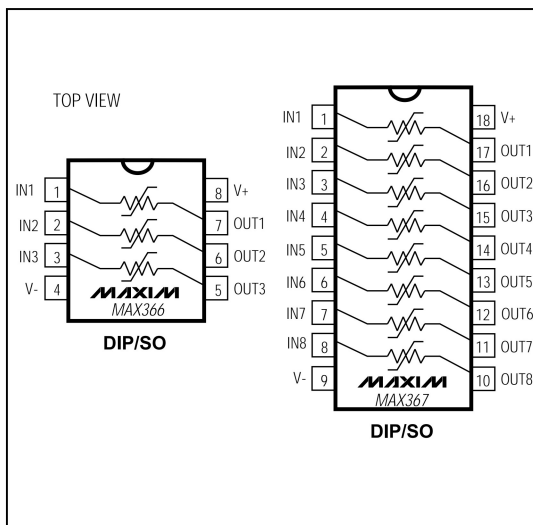 TOP VIEW
IN1 1
IN2 2
IN3 3
V- 4
8 V+
7 OUT1
6 OUT2
5 OUT3
MAXIM
MAX366
DIP/SO
IN1 1
IN2 2
IN3 3
IN4 4
IN5 5
IN6 6
IN7 7
IN8 8
V- 9
18 V+
17 OUT1
16 OUT2
15 OUT3
14 OUT4
13 OUT5
12 OUT6
11 OUT7
10 OUT8
MAXIM
MAX367
DIP/SO